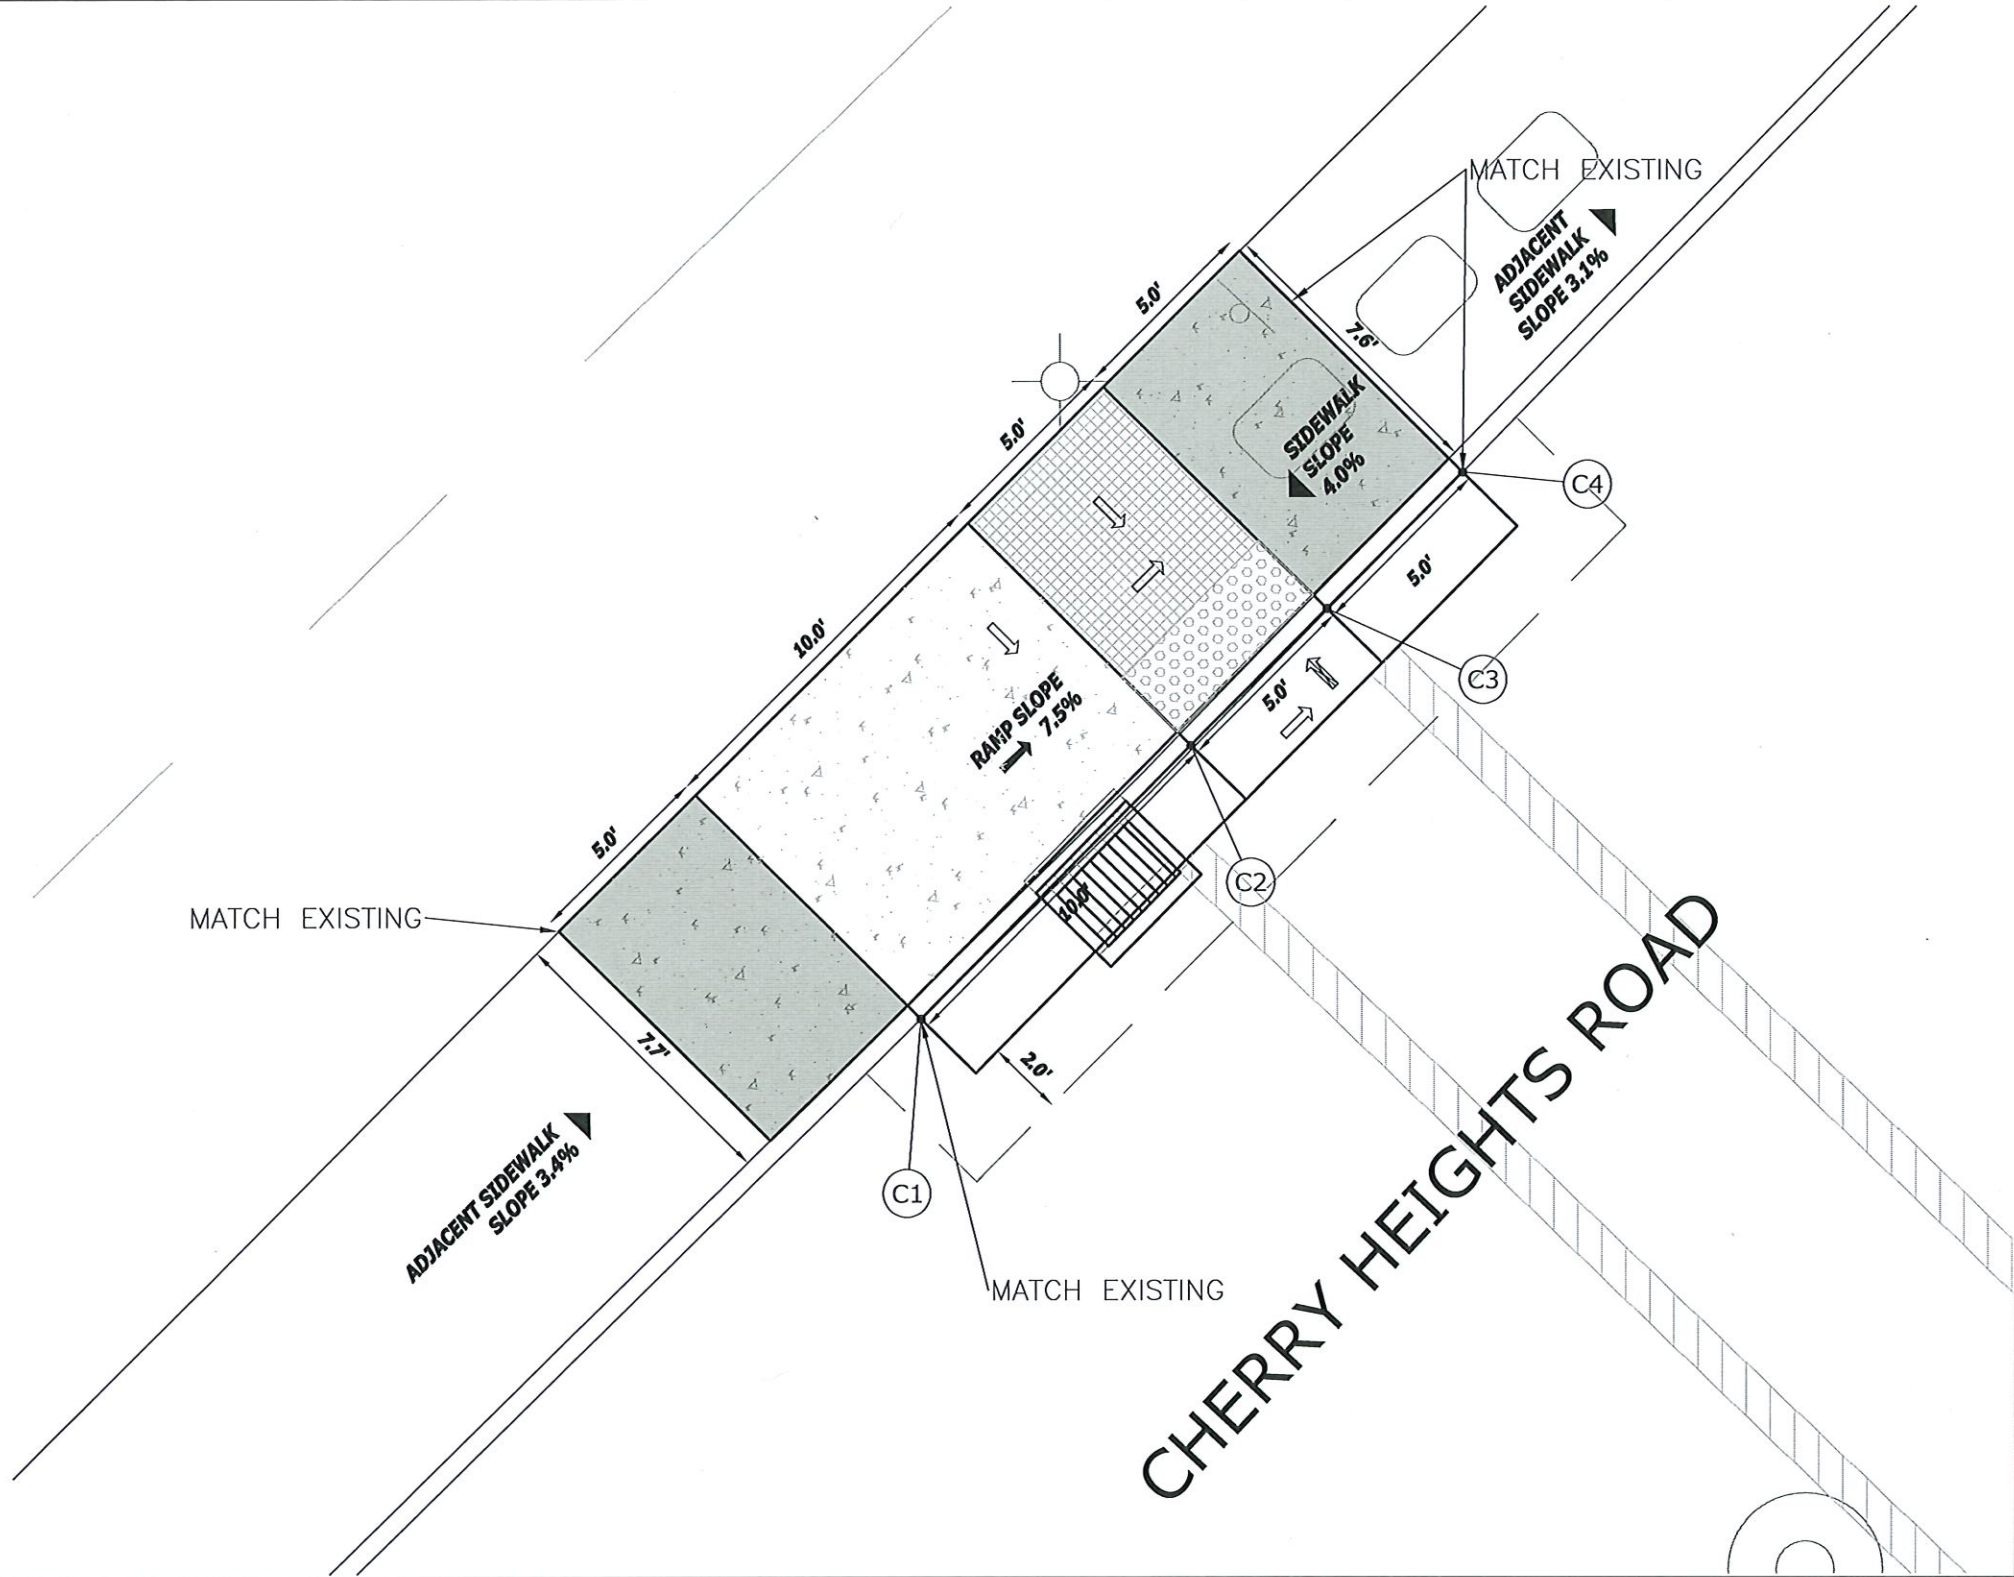 MATCH EXISTING
ADJACENT
SIDEWALK
SLOPE 3.1%
5.0'
7.6'
5.0'
SIDEWALK
SLOPE
4.0%
C4
5.0'
10.0'
RAMP SLOPE
7.5%
C3
5.0'
5.0'
C2
10.0'
MATCH EXISTING
7.7'
2.0'
ADJACENT SIDEWALK
SLOPE 3.4%
C1
MATCH EXISTING
CHERRY HEIGHTS ROAD